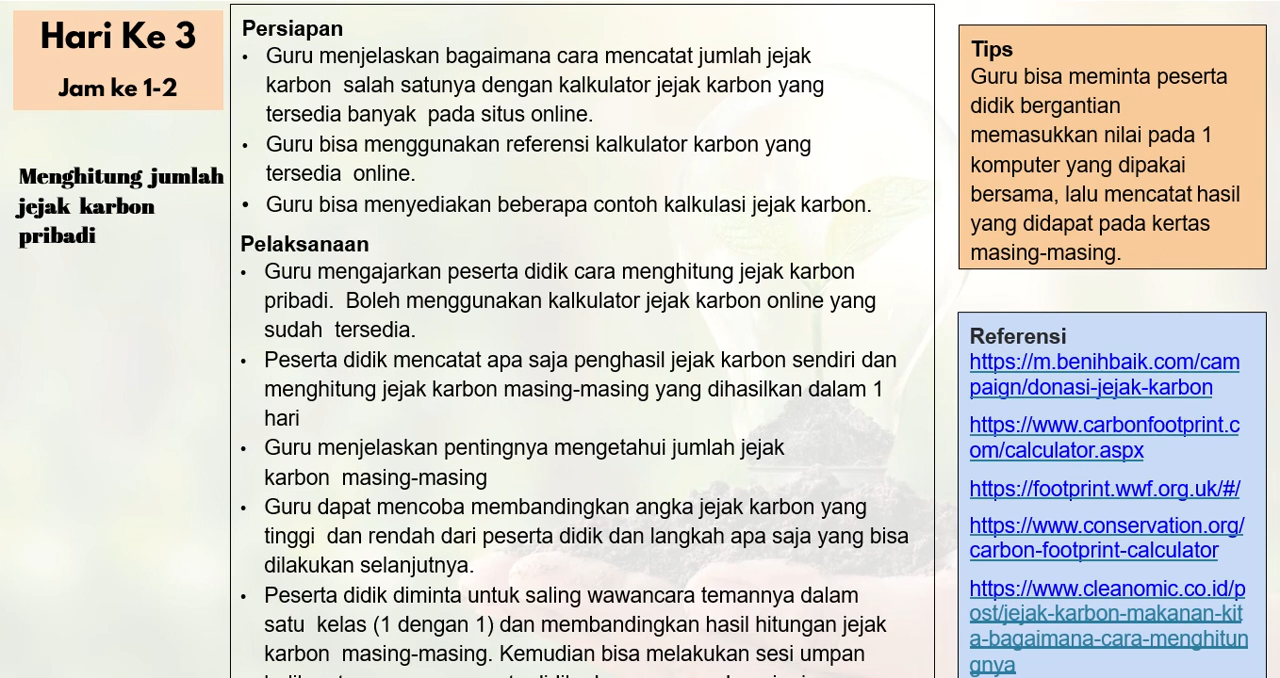 Hari Ke 3
Jam ke 1-2
Menghitung jumlah
jejak karbon
pribadi
Persiapan
• Guru menjelaskan bagaimana cara mencatat jumlah jejak
karbon salah satunya dengan kalkulator jejak karbon yang
tersedia banyak pada situs online.
• Guru bisa menggunakan referensi kalkulator karbon yang
tersedia online.
• Guru bisa menyediakan beberapa contoh kalkulasi jejak karbon.
Pelaksanaan
• Guru mengajarkan peserta didik cara menghitung jejak karbon
pribadi. Boleh menggunakan kalkulator jejak karbon online yang
sudah tersedia.
• Peserta didik mencatat apa saja penghasil jejak karbon sendiri dan
menghitung jejak karbon masing-masing yang dihasilkan dalam 1
hari
• Guru menjelaskan pentingnya mengetahui jumlah jejak
karbon masing-masing
• Guru dapat mencoba membandingkan angka jejak karbon yang
tinggi dan rendah dari peserta didik dan langkah apa saja yang bisa
dilakukan selanjutnya.
• Peserta didik diminta untuk saling wawancara temannya dalam
satu kelas (1 dengan 1) dan membandingkan hasil hitungan jejak
karbon masing-masing. Kemudian bisa melakukan sesi umpan
Tips
Guru bisa meminta peserta
didik bergantian
memasukkan nilai pada 1
komputer yang dipakai
bersama, lalu mencatat hasil
yang didapat pada kertas
masing-masing.
Referensi
https://m.benihbaik.com/cam
paign/donasi-jejak-karbon
https://www.carbonfootprint.c
om/calculator.aspx
https://footprint.wwf.org.uk/#/
https://www.conservation.org/
carbon-footprint-calculator
https://www.cleanomic.co.id/p
ost/jejak-karbon-makanan-kit
a-bagaimana-cara-menghitun
gnya